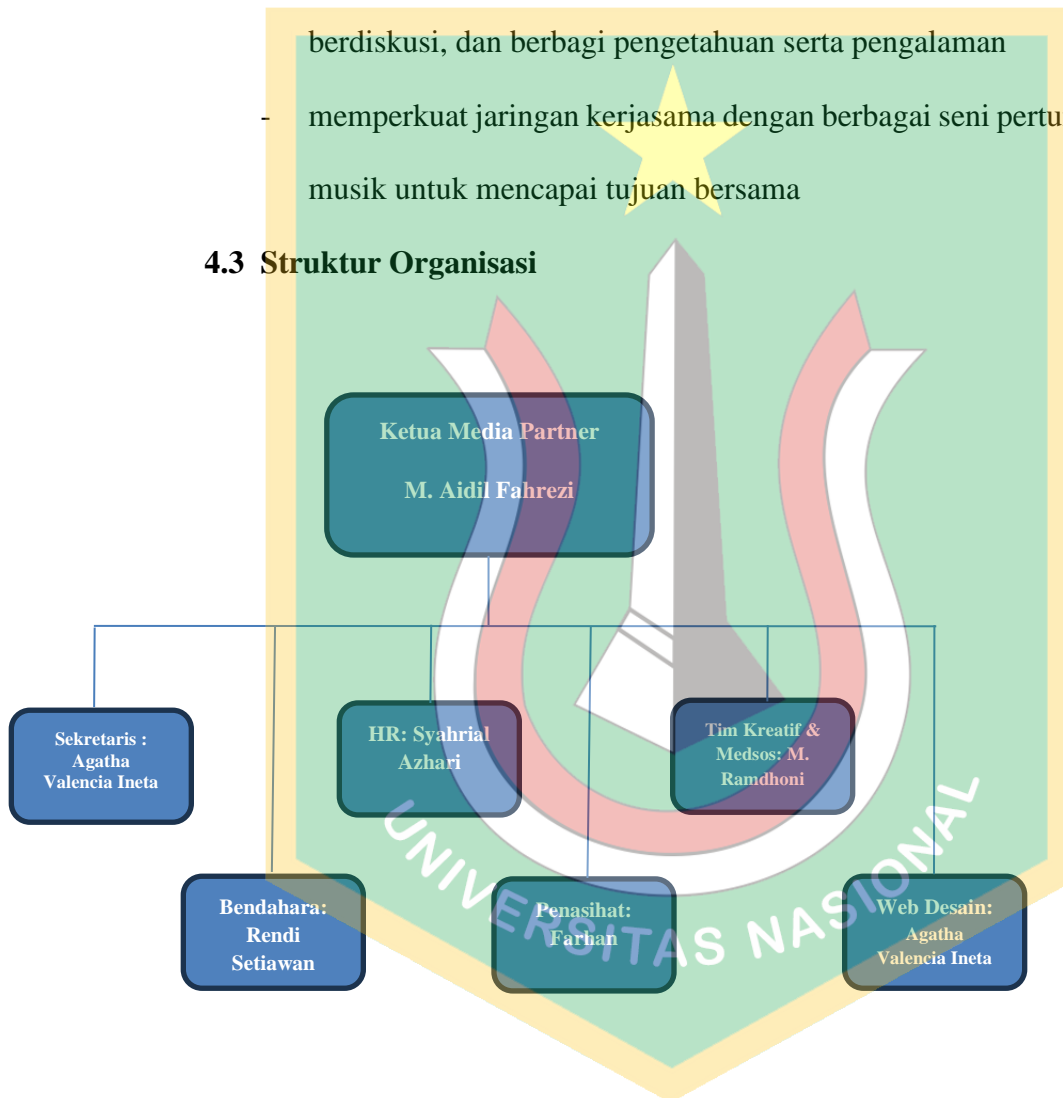 berdiskusi, dan berbagi pengetahuan serta pengalaman
- memperkuat jaringan kerjasama dengan berbagai seni pertu
musik untuk mencapai tujuan bersama
4.3 Struktur Organisasi
Ketua Media Partner
M. Aidil Fahrezi
Sekretaris :
Agatha
Valencia Ineta
HR: Syahrial
Azhari
Tim Kreatif &
Medsos: M.
Ramdhoni
Bendahara:
Rendi
Setiawan
Penasihat:
Farhan
Web Desain:
Agatha
Valencia Ineta
UNIVERSITAS NASIONAL